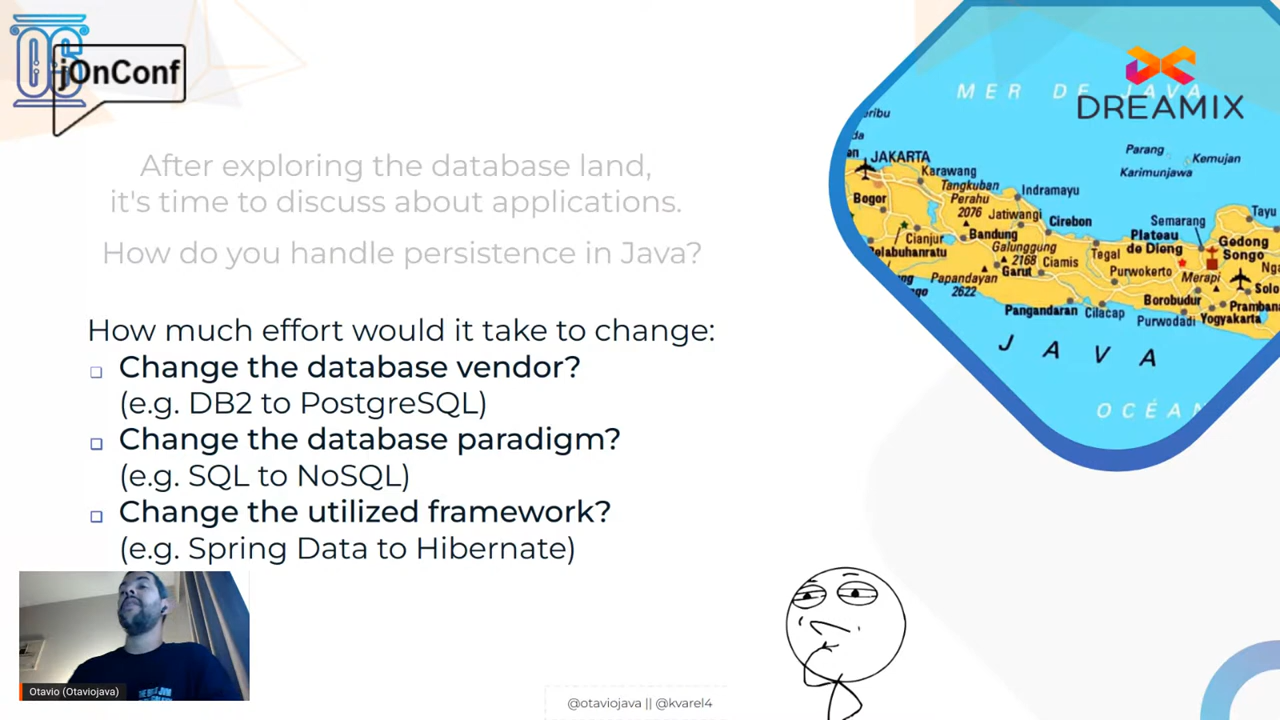 jOnConf
DREAMIX
After exploring the database land,
it's time to discuss about applications.
How do you handle persistence in Java?
How much effort would it take to change:
Change the database vendor?
(e.g. DB2 to PostgreSQL)
Change the database paradigm?
(e.g. SQL to NoSQL)
Change the utilized framework?
(e.g. Spring Data to Hibernate)
MER DE JAVA
JAKARTA
Karawang
Bogor
Tangkuban
Perahu
2076
Indramayu
Jatiwangi
Cirebon
Bandung
Cianjur
Galunggung
2168
Garut
Ciamis
Papandayan
2622
Parang
Kemujan
Karimunjawa
Semarang
Plateau
de Dieng
Tegal
Purwokerto
Tayu
Gedong
Songo
Merapi
Solo
Borobudur
Pangandaran
Cilacap
Purwodadi
Yogyakarta
JAVA
Otavio (Otaviojava)
@otaviojava || @kvarel4